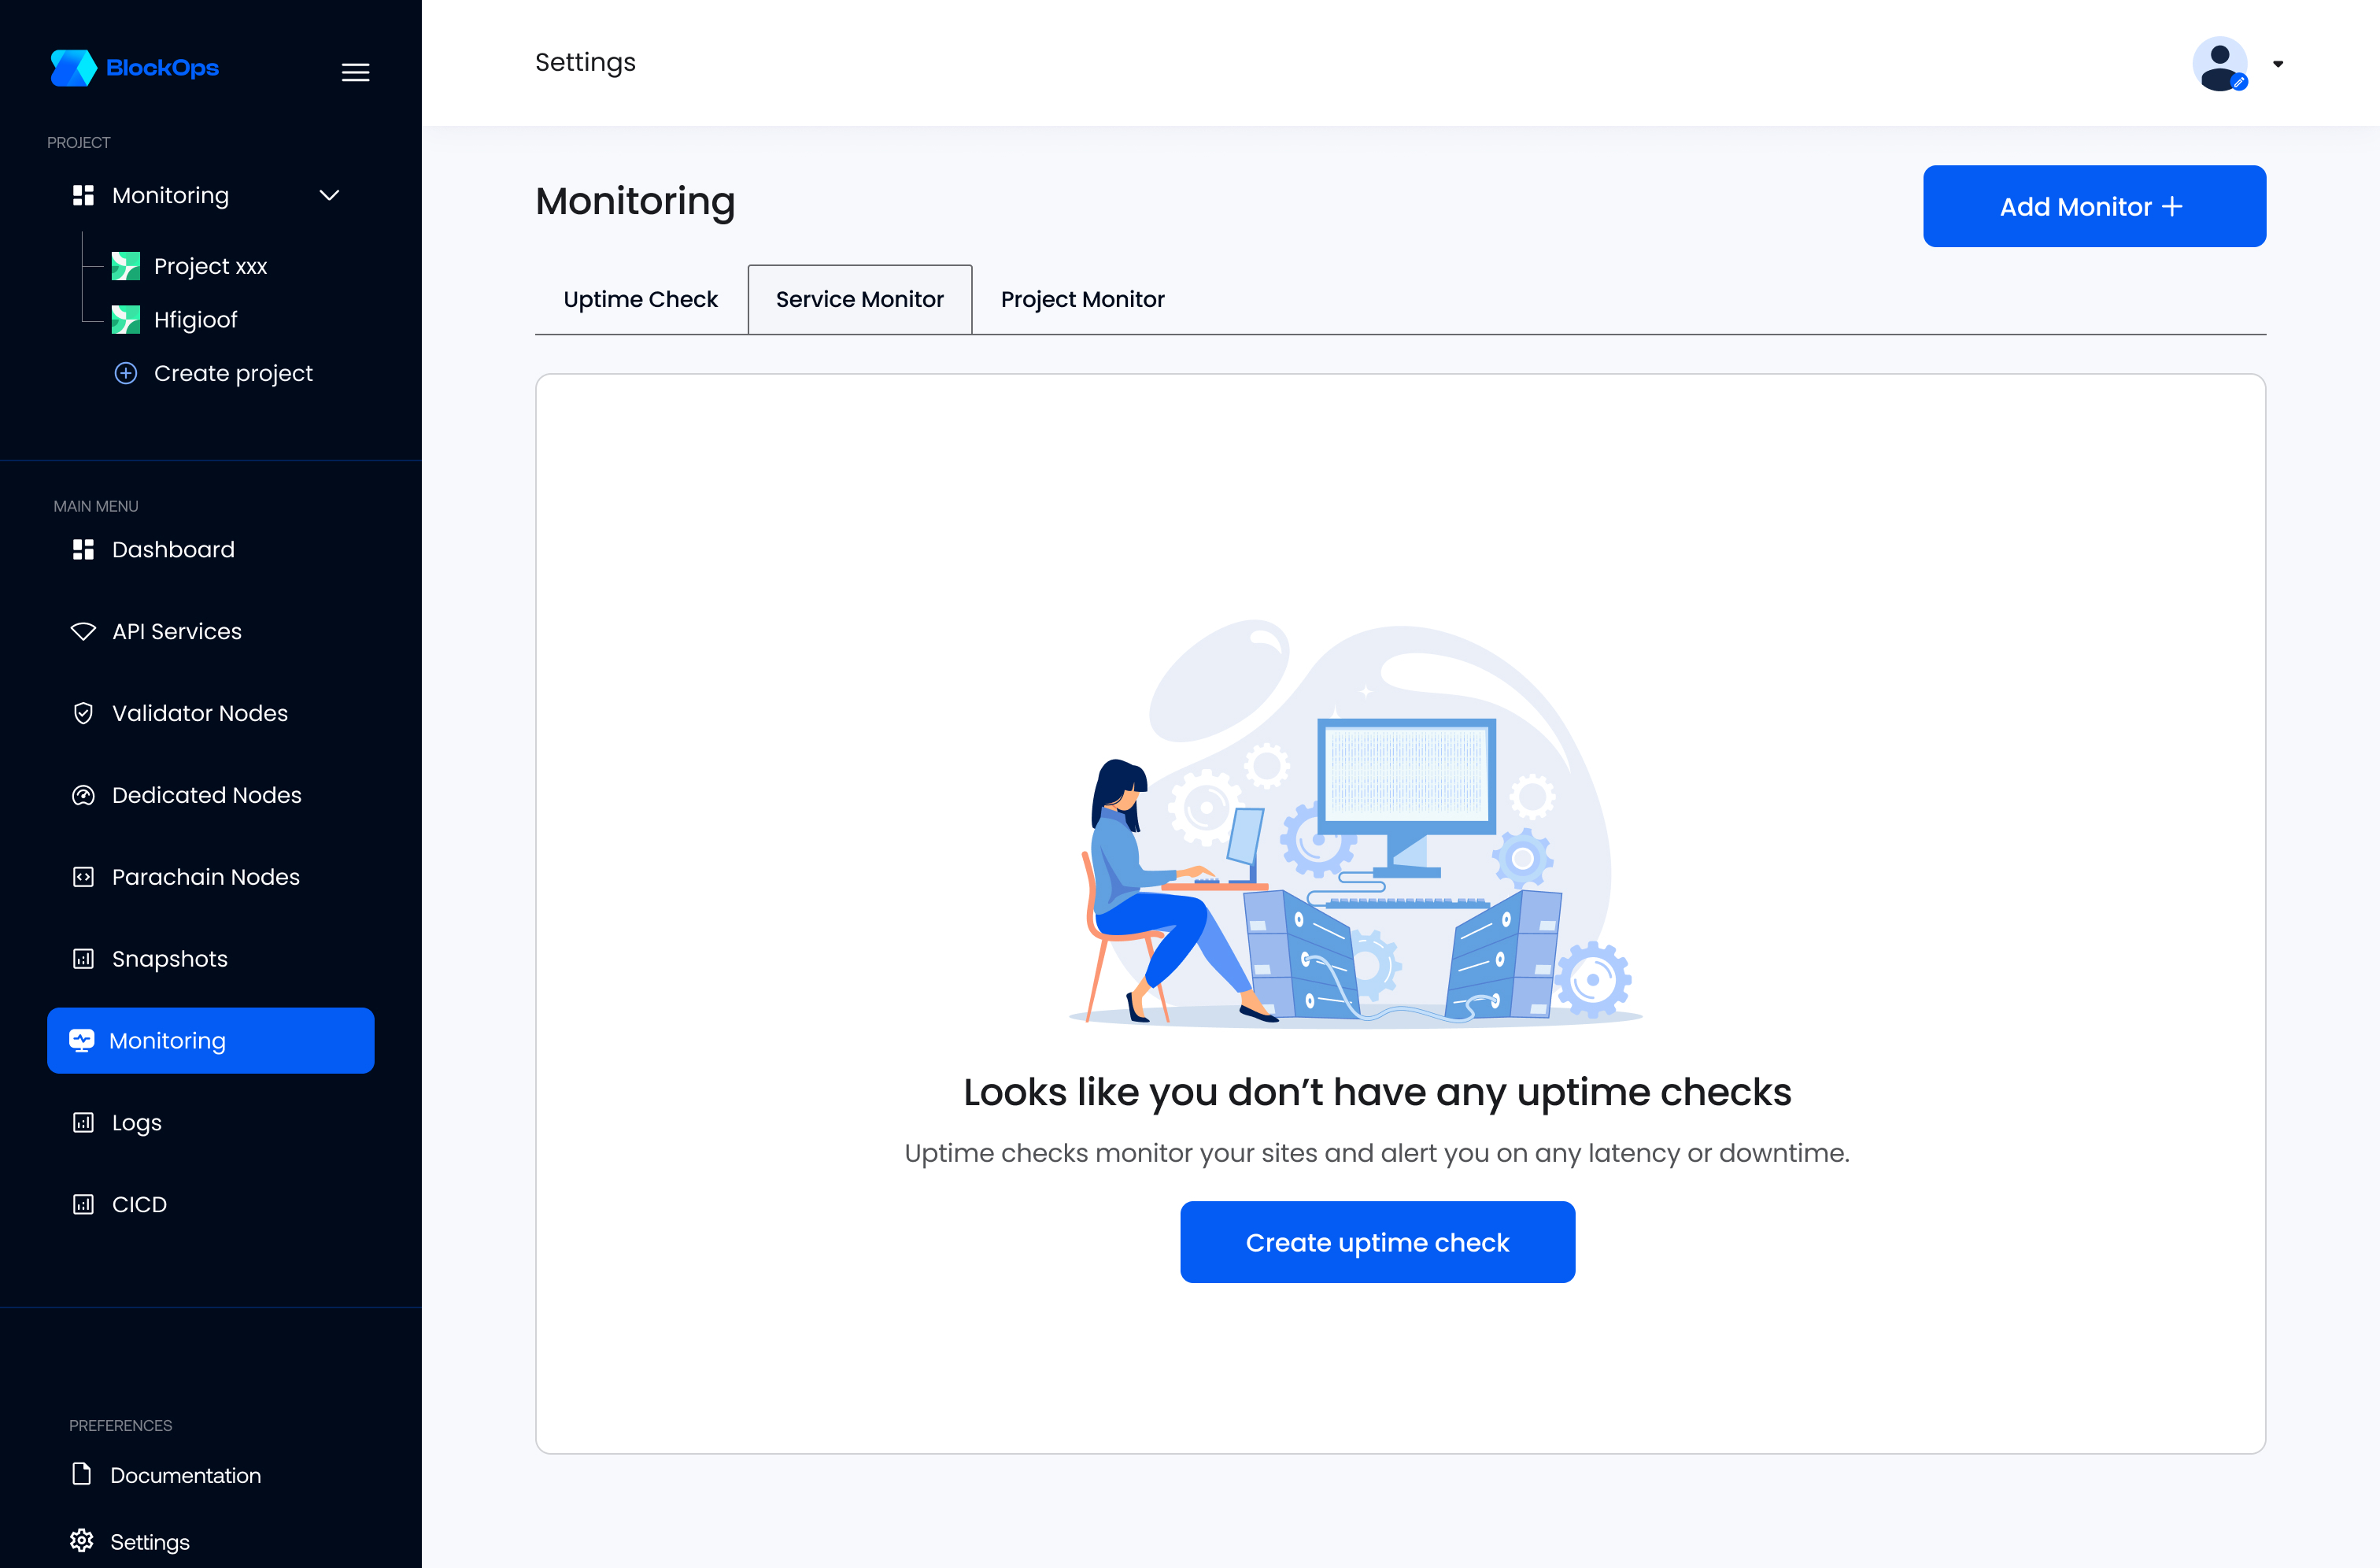 BlockOps
PROJECT
Monitoring
Project xxx
Hfigioof
Create project
MAIN MENU
Dashboard
API Services
Validator Nodes
Dedicated Nodes
Parachain Nodes
Snapshots
Monitoring
Logs
CICD
PREFERENCES
Documentation
Settings
Settings
Monitoring
Add Monitor +
Uptime Check Service Monitor Project Monitor
Looks like you don’t have any uptime checks
Uptime checks monitor your sites and alert you on any latency or downtime.
Create uptime check